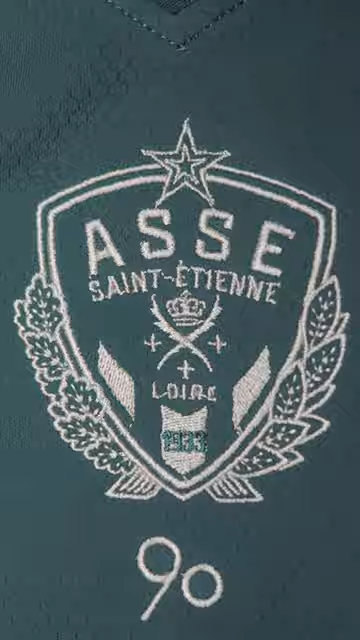 ASSE
SAINT-ÉTIENNE
LOIRE
1933
90